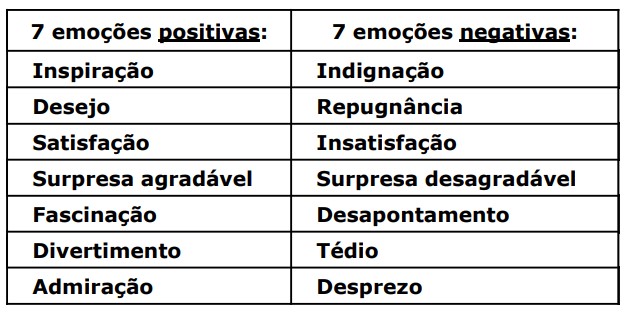 7 emoções positivas: 7 emoções negativas:
Inspiração Indignação
Desejo Repugnância
Satisfação Insatisfação
Surpresa agradável Surpresa desagradável
Fascinação Desapontamento
Divertimento Tédio
Admiração Desprezo